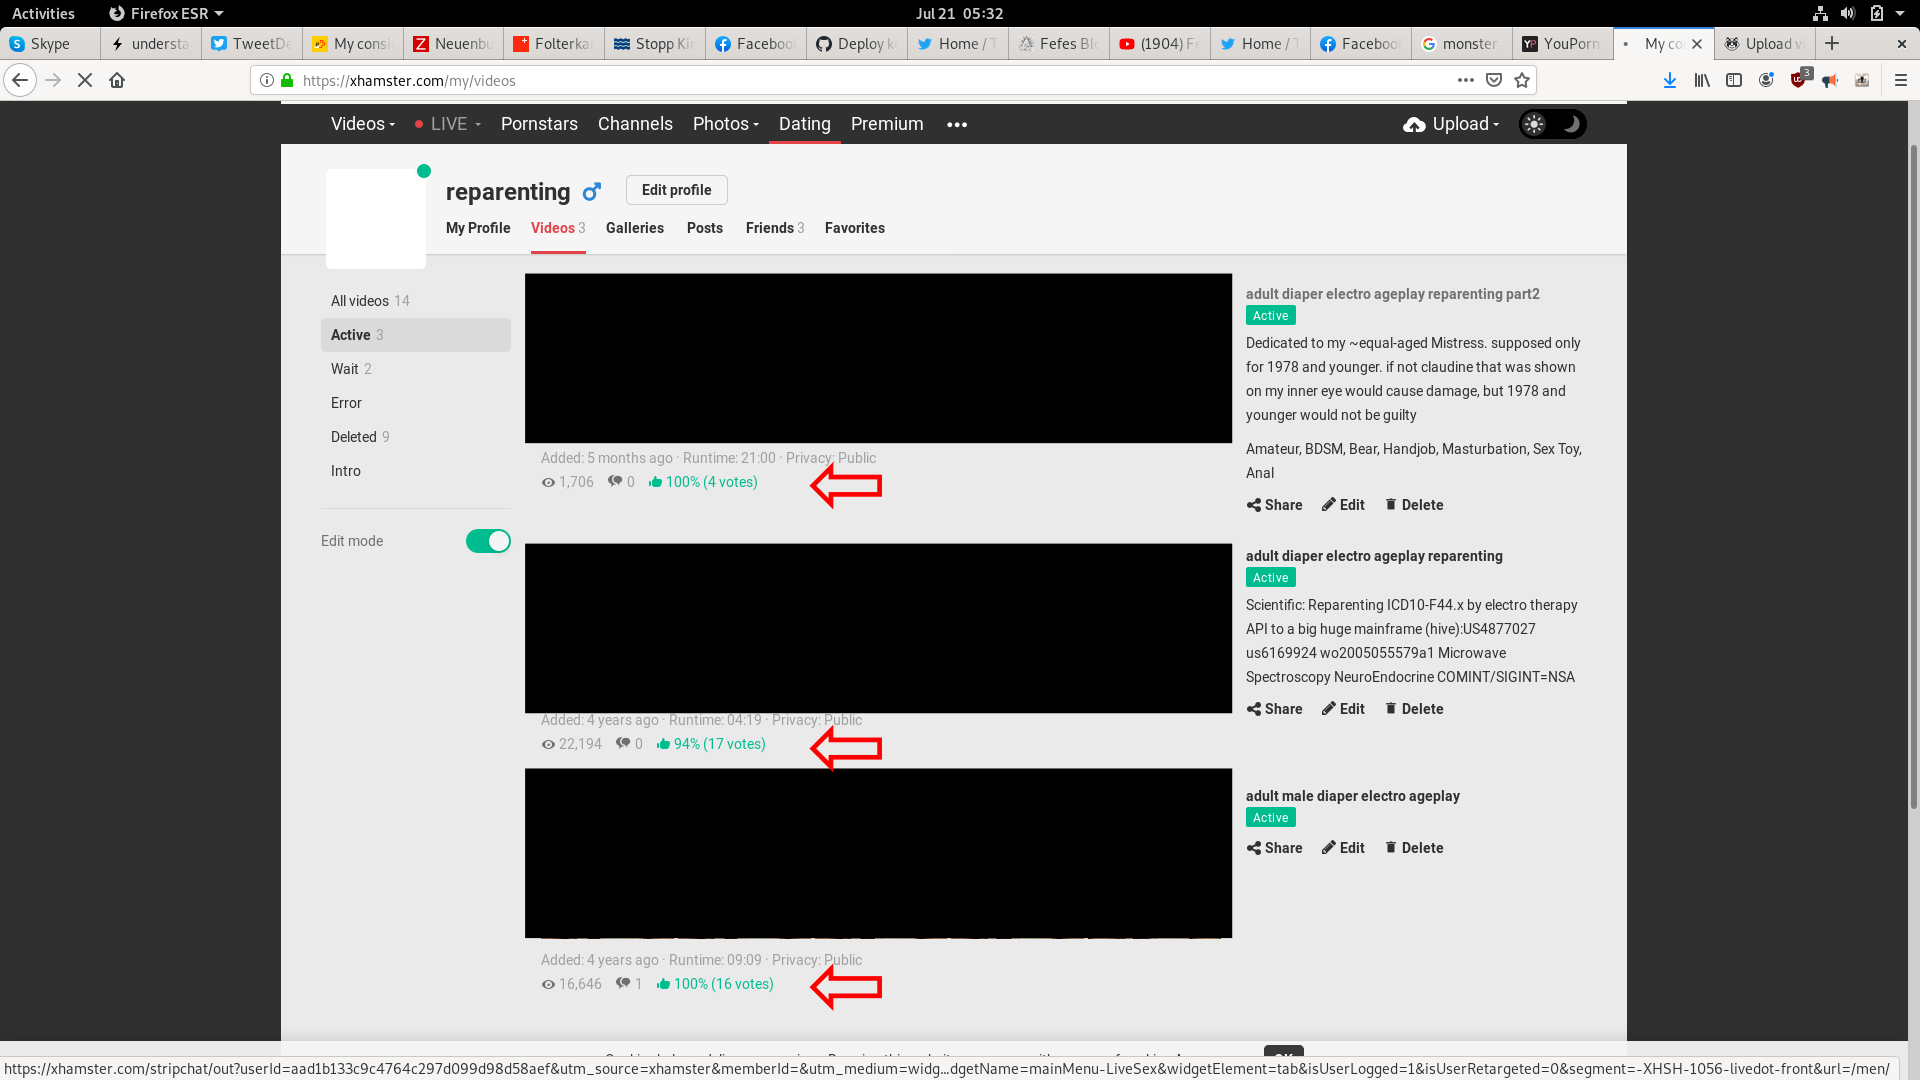 Activities
Firefox ESR
Jul 21 05:32
Skype
understa
TweetDe
My consi
Neuenbu
Folterka
Stopp Kin
Facebook
Deploy ke
Home / T
Fefes Blo
(1904) Fe
Home / T
Facebook
monster
YouPorn
My co
Upload vi
https://xhamster.com/my/videos
3
Videos
LIVE
Pornstars
Channels
Photos
Dating
Premium
Upload
reparenting
Edit profile
My Profile
Videos 3
Galleries
Posts
Friends 3
Favorites
All videos 14
Active 3
Wait 2
Error
Deleted 9
Intro
Edit mode
adult diaper electro ageplay reparenting part2
Active
Dedicated to my ~equal-aged Mistress. supposed only
for 1978 and younger. if not claudine that was shown
on my inner eye would cause damage, but 1978 and
younger would not be guilty
Amateur, BDSM, Bear, Handjob, Masturbation, Sex Toy,
Anal
Added: 5 months ago · Runtime: 21:00 · Privacy: Public
1,706 0 100% (4 votes)
Share Edit Delete
adult diaper electro ageplay reparenting
Active
Scientific: Reparenting ICD10-F44.x by electro therapy
API to a big huge mainframe (hive):US4877027
us6169924 wo2005055579a1 Microwave
Spectroscopy NeuroEndocrine COMINT/SIGINT=NSA
Share Edit Delete
Added: 4 years ago · Runtime: 04:19 · Privacy: Public
22,194 0 94% (17 votes)
adult male diaper electro ageplay
Active
Share Edit Delete
Added: 4 years ago · Runtime: 09:09 · Privacy: Public
16,646 1 100% (16 votes)
https://xhamster.com/stripchat/out?userId=aad1b133c9c4764c297d099d98d58aef&utm_source=xhamster&memberId=&utm_medium=widg…dgetName=mainMenu-LiveSex&widgetElement=tab&isUserLogged=1&isUserRetargeted=0&segment=-XHSH-1056-livedot-front&url=/men/